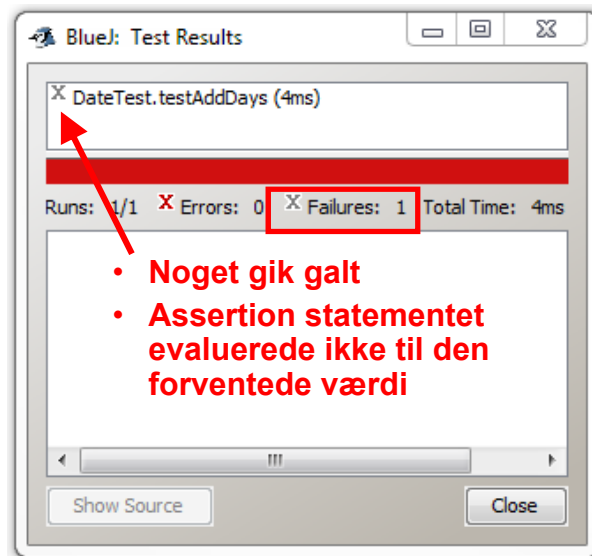 BlueJ: Test Results
X DateTest.testAddDays (4ms)
Runs: 1/1 X Errors: 0 X Failures: 1 Total Time: 4ms
• Noget gik galt
• Assertion statementet
evaluerede ikke til den
forventede værdi
Show Source Close